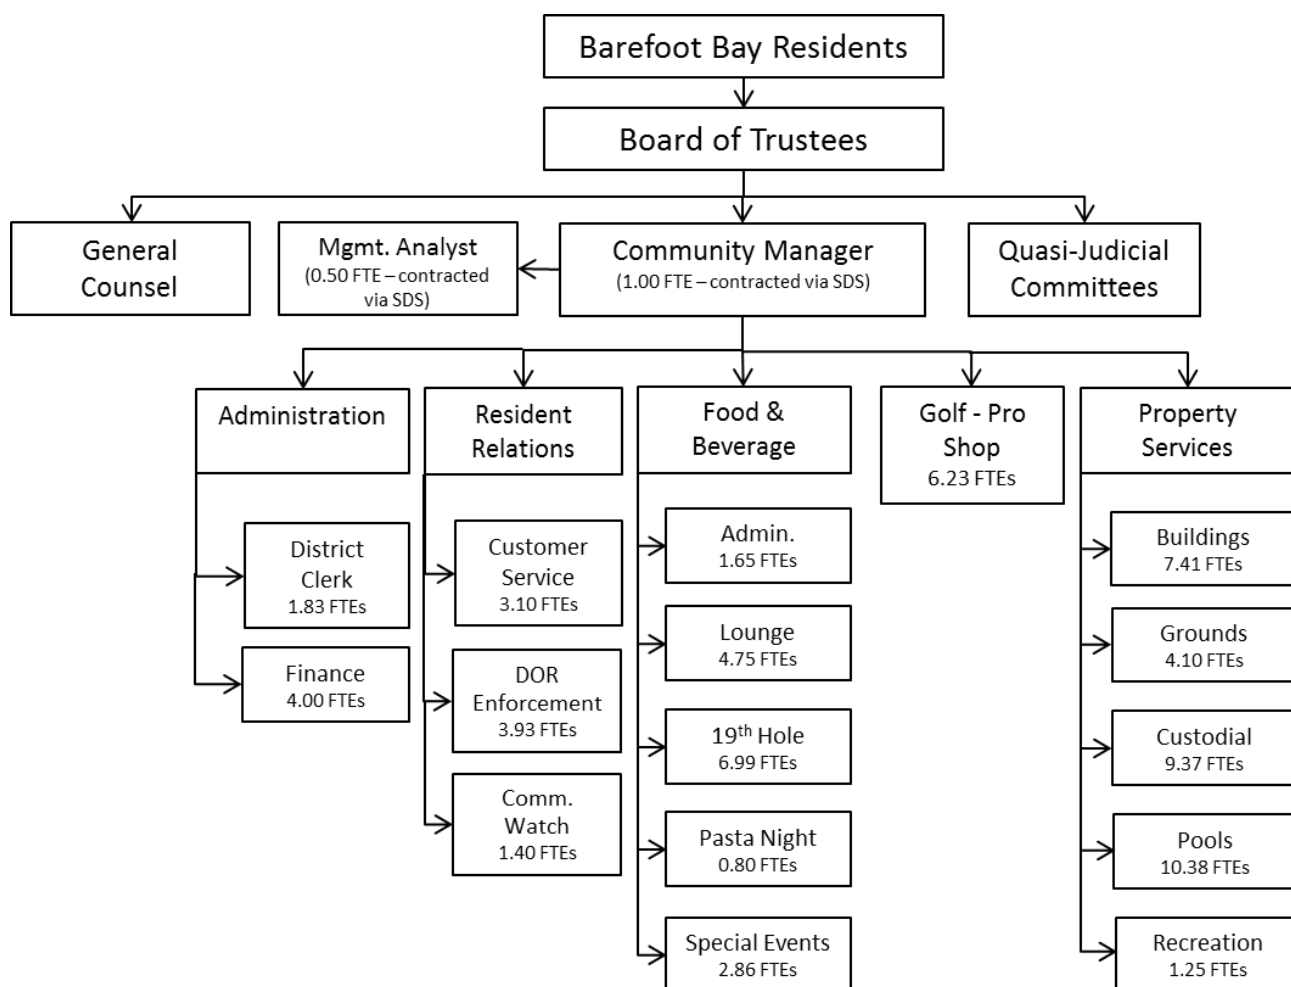 Barefoot Bay Residents
Board of Trustees
General
Counsel
Mgmt. Analyst
(0.50 FTE – contracted
via SDS)
Community Manager
(1.00 FTE – contracted via SDS)
Quasi-Judicial
Committees
Administration
Resident
Relations
Food &
Beverage
Golf - Pro
Shop
6.23 FTEs
Property
Services
District
Clerk
1.83 FTEs
Finance
4.00 FTEs
Customer
Service
3.10 FTEs
DOR
Enforcement
3.93 FTEs
Comm.
Watch
1.40 FTEs
Admin.
1.65 FTEs
Lounge
4.75 FTEs
19th Hole
6.99 FTEs
Pasta Night
0.80 FTEs
Special Events
2.86 FTEs
Buildings
7.41 FTEs
Grounds
4.10 FTEs
Custodial
9.37 FTEs
Pools
10.38 FTEs
Recreation
1.25 FTEs